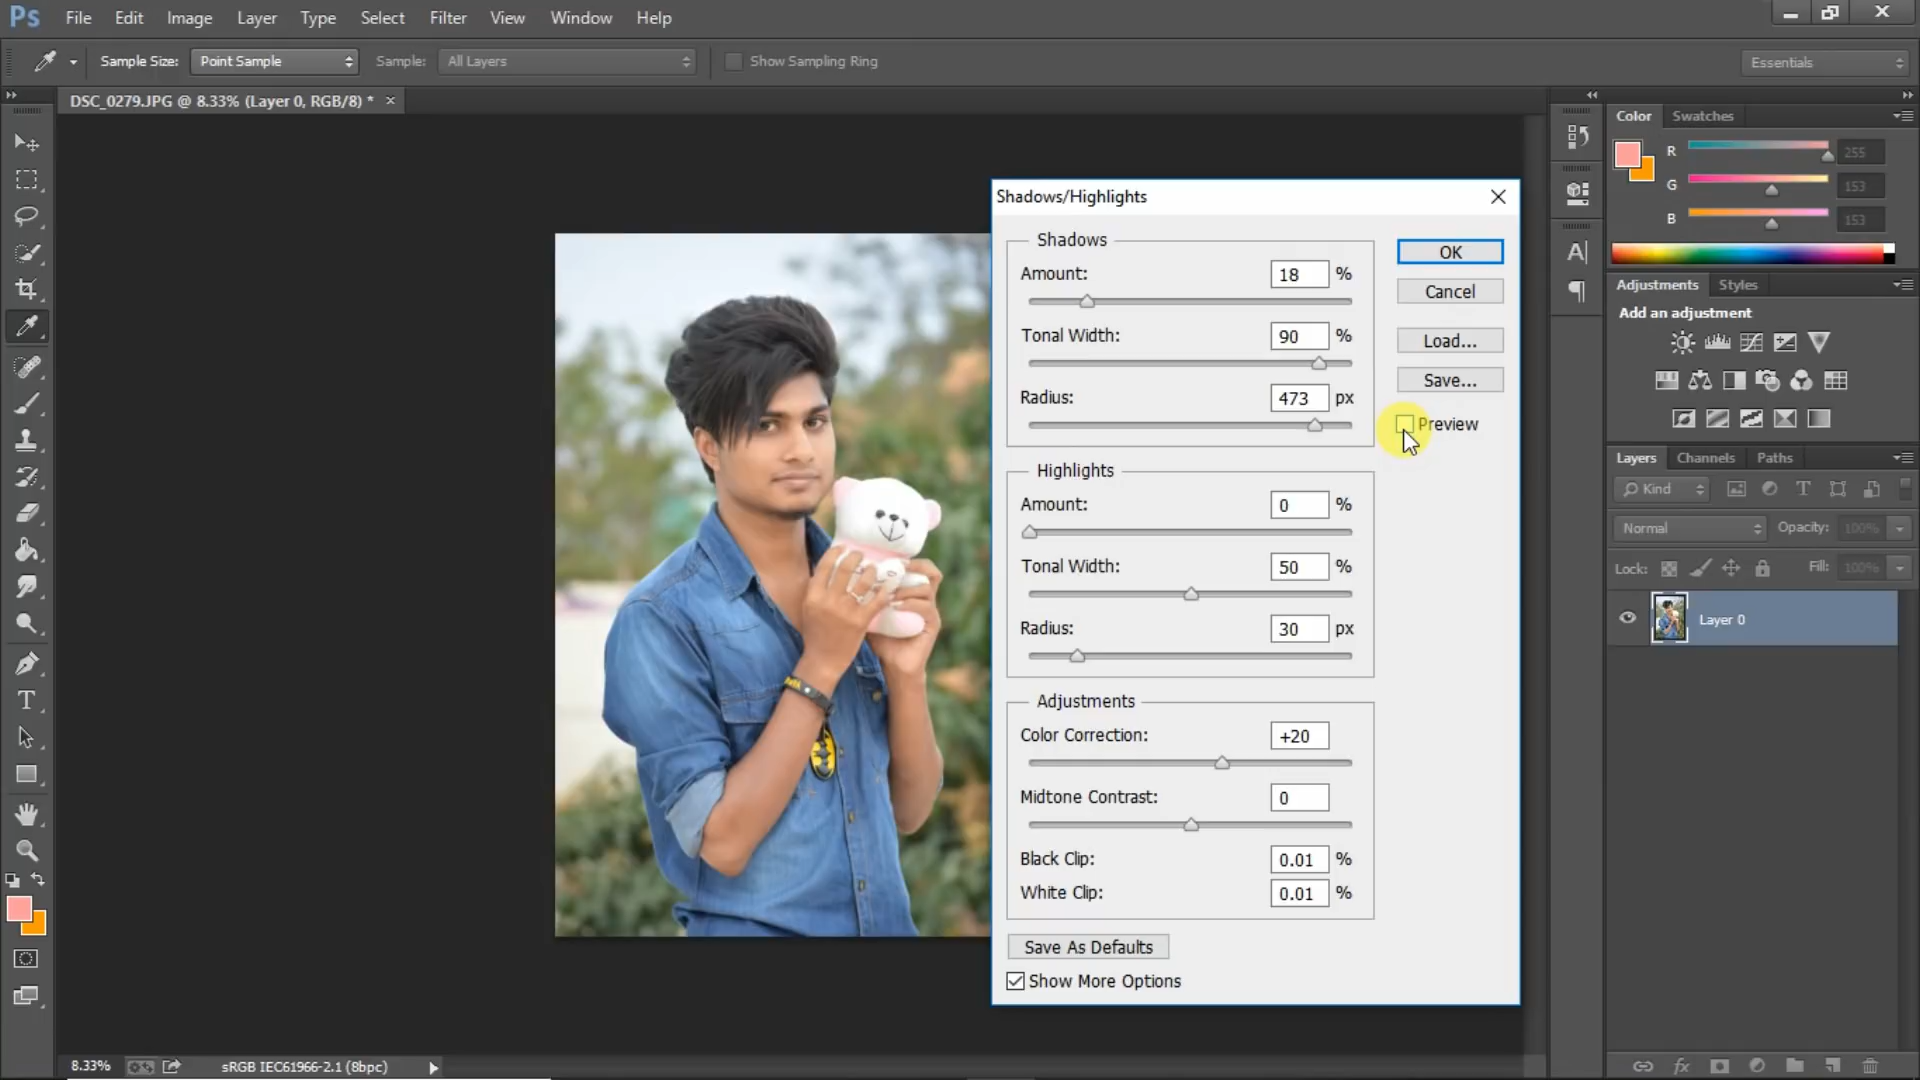 Ps File Edit Image Layer Type Select Filter View Window Help
Sample Size: Point Sample Sample: All Layers Show Sampling Ring Essentials
DSC_0279.JPG @ 8.33% (Layer 0, RGB/8) *
Shadows/Highlights
Shadows
Amount: 18 %
Tonal Width: 90 %
Radius: 473 px
Highlights
Amount: 0 %
Tonal Width: 50 %
Radius: 30 px
Adjustments
Color Correction: +20
Midtone Contrast: 0
Black Clip: 0.01 %
White Clip: 0.01 %
Save As Defaults
Show More Options
OK
Cancel
Load...
Save...
Preview
Color Swatches
R 255
G 153
B 153
Adjustments Styles
Add an adjustment
Layers Channels Paths
Kind
Normal Opacity: 100%
Lock: Fill: 100%
Layer 0
8.33% sRGB IEC61966-2.1 (8bpc)